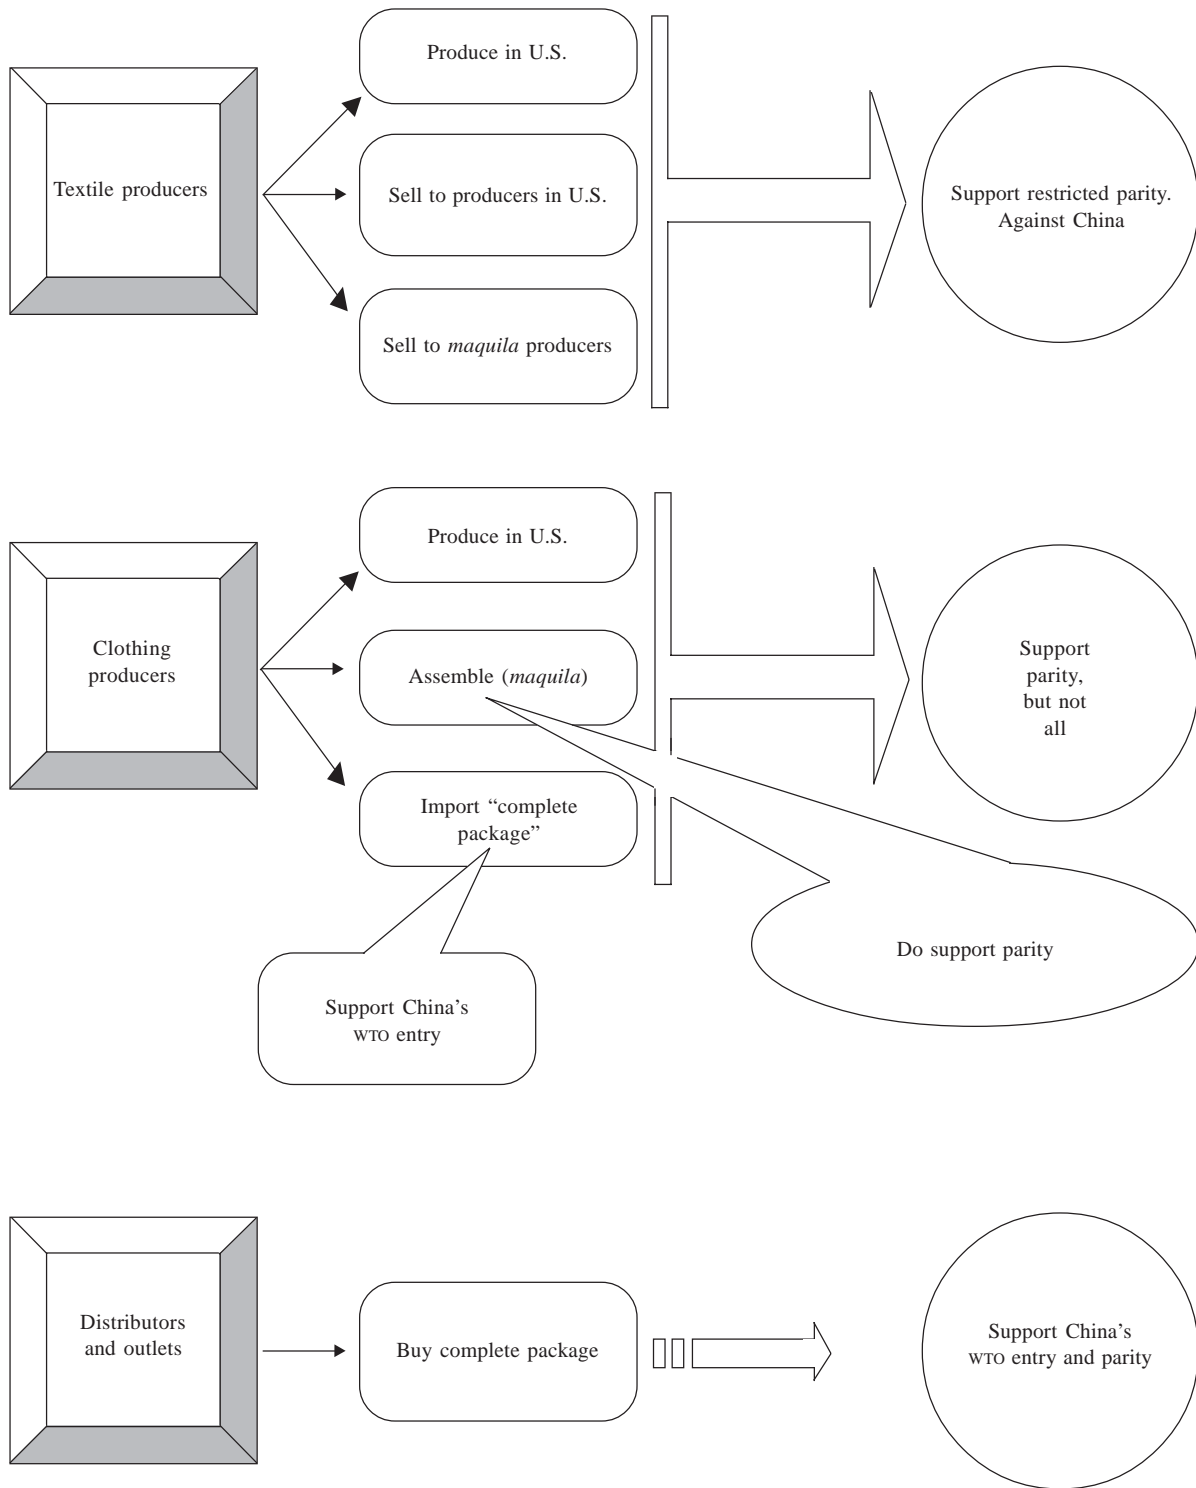 Produce in U.S.
Textile producers
Sell to producers in U.S.
Support restricted parity.
Against China
Sell to maquila producers
Produce in U.S.
Clothing
producers
Assemble (maquila)
Support
parity,
but not
all
Import “complete
package”
Do support parity
Support China's
WTO entry
Distributors
and outlets
Buy complete package
Support China's
WTO entry and parity